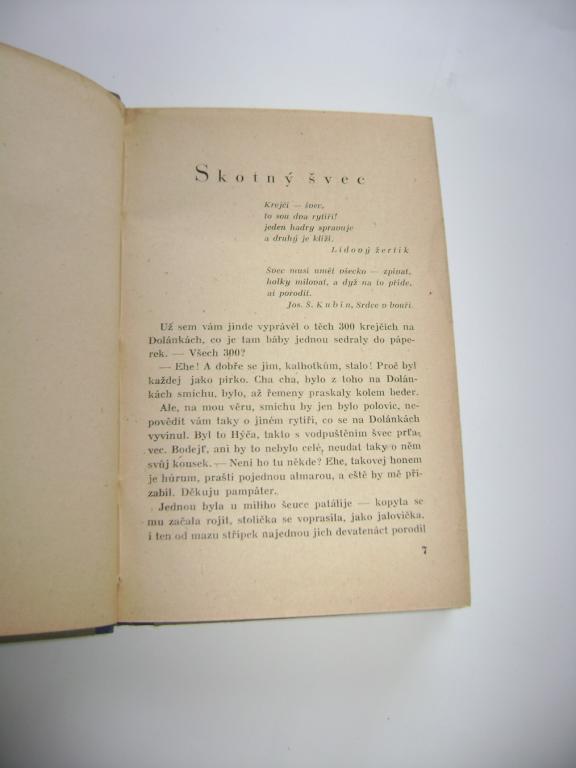 Skotný švec
Krejčí — švec,
to sou dva rytíři!
jeden hadry spravuje
a druhý je klíží.
Lidový žertík
Švec musí umět všecko — zpívat,
holky milovat, a dyž na to přide,
ai porodit.
Jos. Š. Kubín, Srdce v bouři.
Už sem vám jinde vyprávěl o těch 300 krejčích na
Dolánkách, co je tam báby jednou sedraly do pápe-
rek. — Všech 300?
— Ehe! A dobře se jim, kalhotkům, stalo! Proč byl
každej jako pírko. Cha cha, bylo z toho na Dolán-
kách smíchu, bylo, až řemeny praskaly kolem beder.
Ale, na mou věru, smíchu by jen bylo polovic, ne-
povědít vám taky o jiném rytíři, co se na Dolánkách
vyvinul. Byl to Hýča, takto s vodpuštěním švec prťa-
vec. Bodejť, ani by to nebylo celé, neudat taky o něm
svůj kousek. — Není ho tu někde? Ehe, takovej honem
je húrum, praští pojednou almarou, a eště by mě při-
zabil. Děkuju pampáter.
Jednou byla u milího šeuce patálije — kopyta se
mu začala rojit, stolička se voprasila, jako jalovička,
i ten od mazu střípek najednou jich devatenáct porodil
7